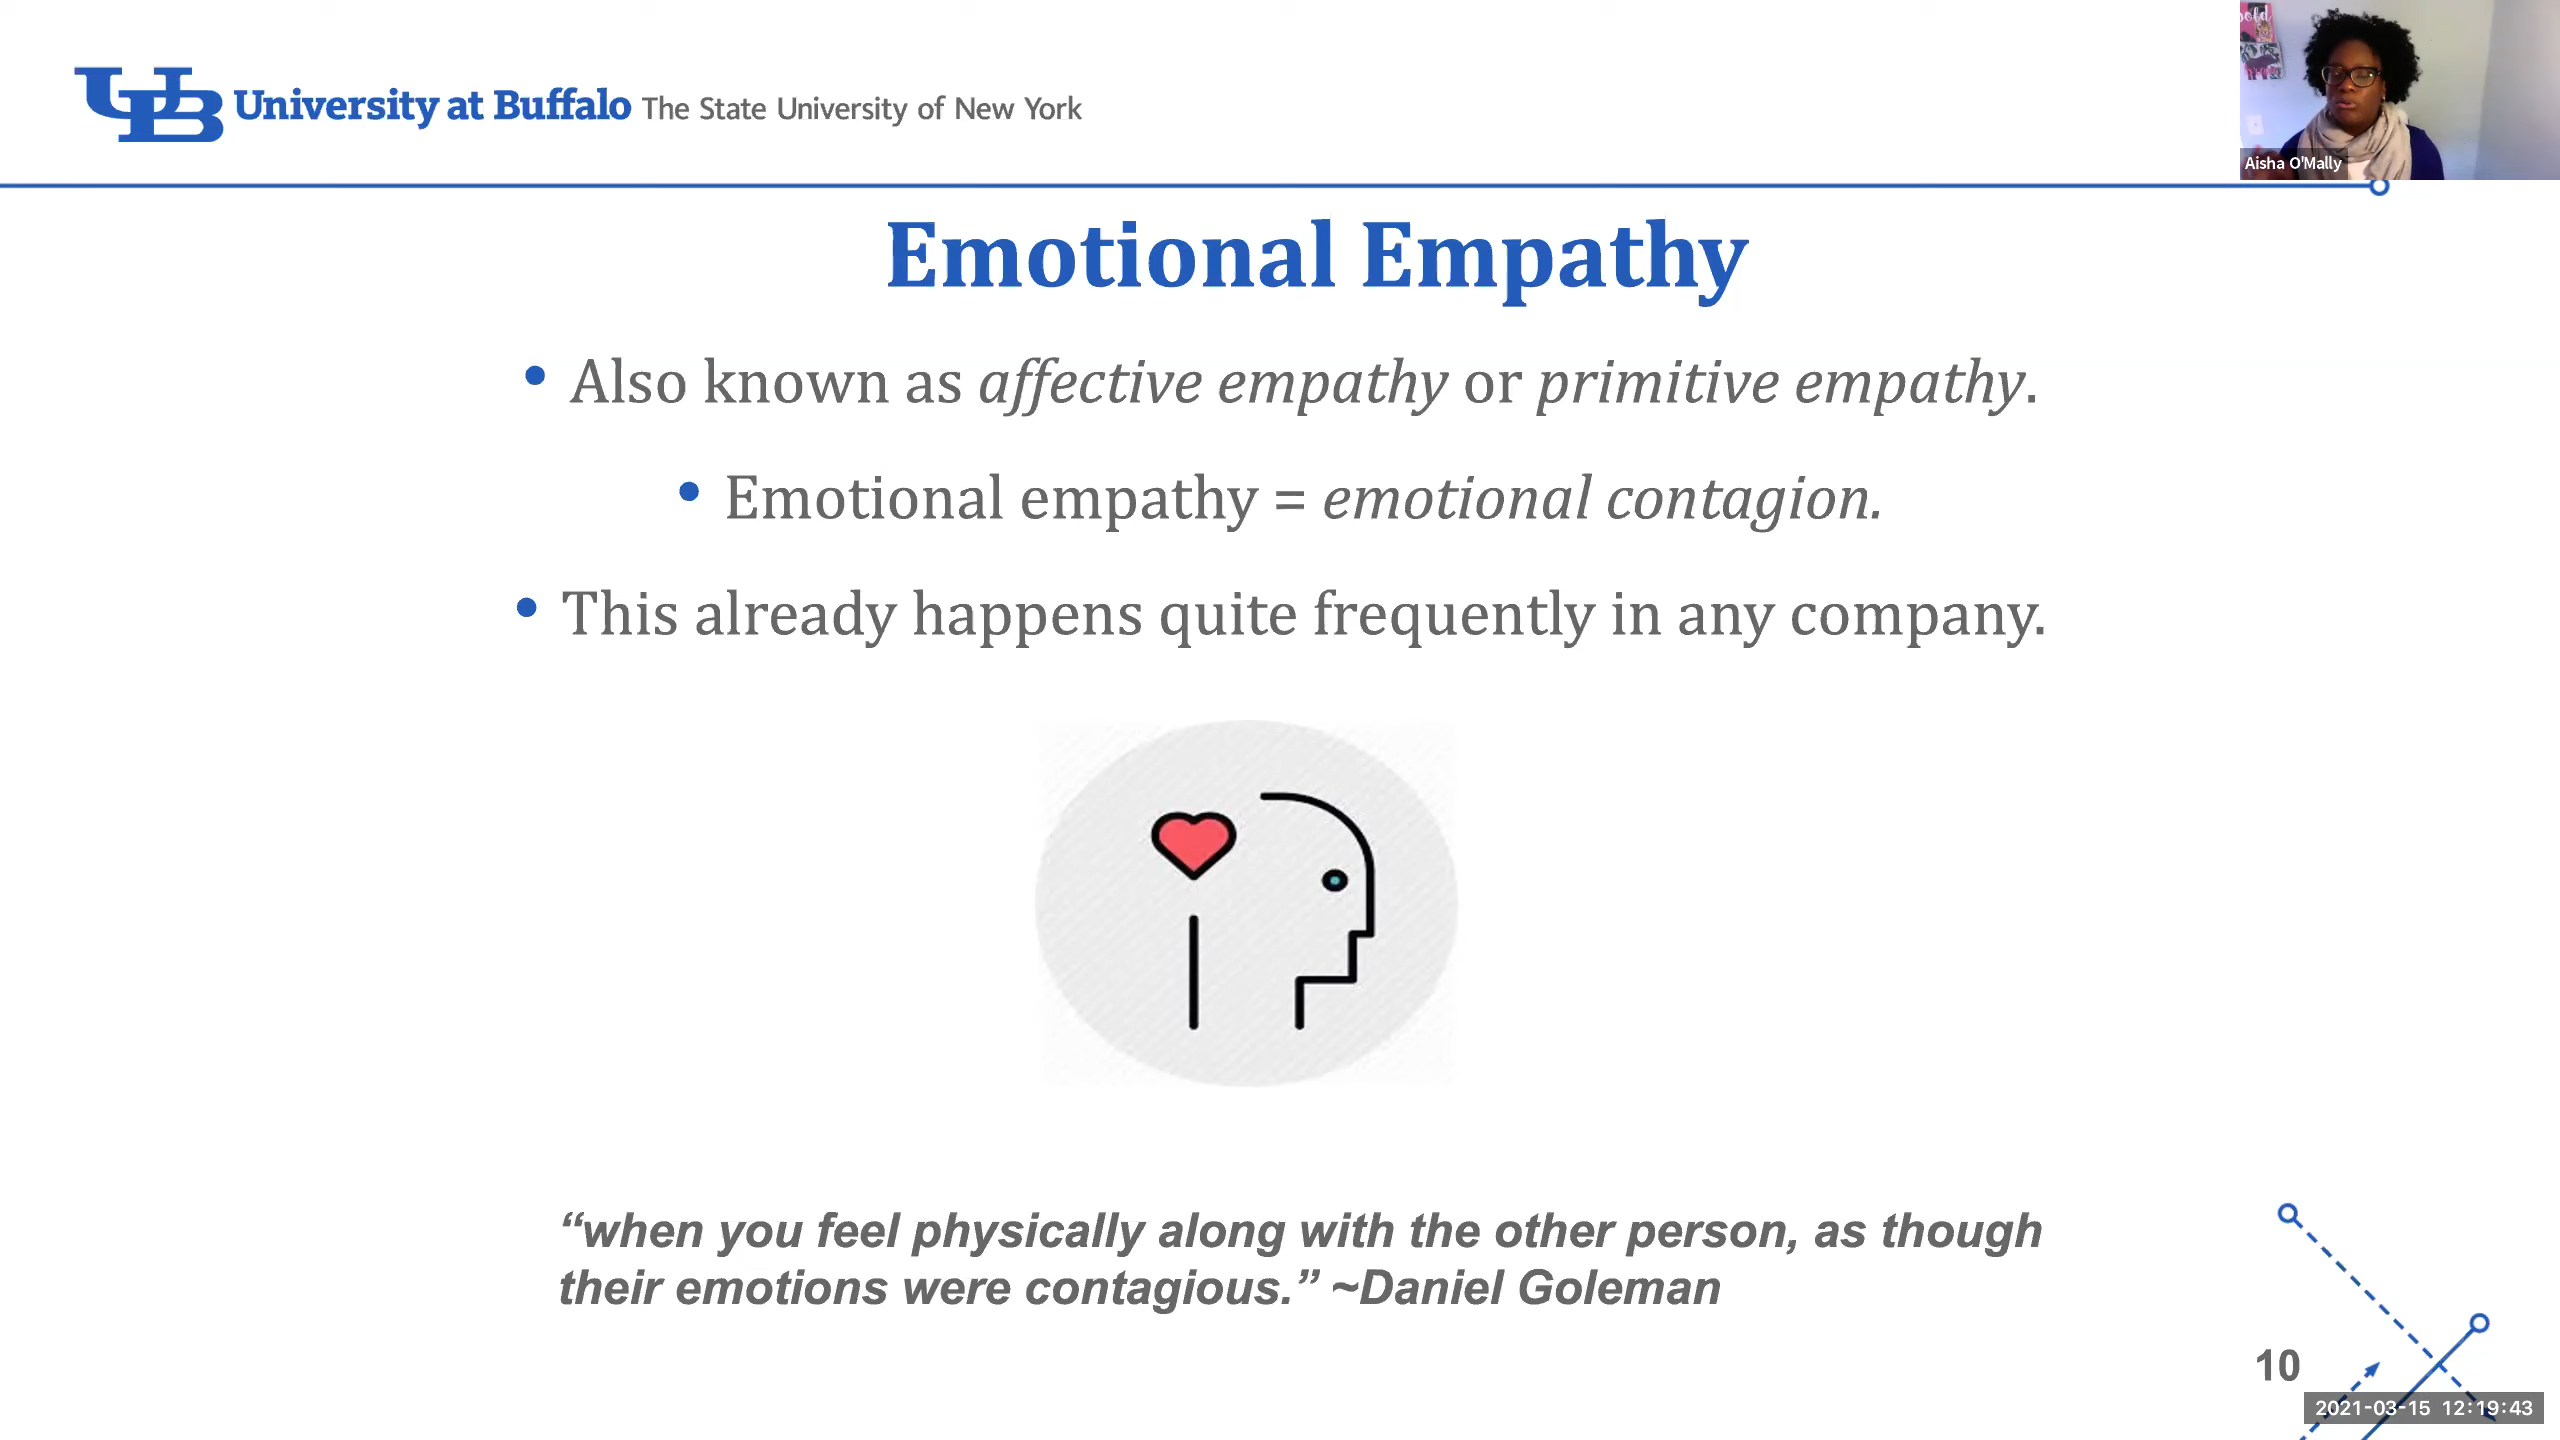 UB University at Buffalo The State University of New York
bold
Aisha O'Mally
Emotional Empathy
• Also known as affective empathy or primitive empathy.
• Emotional empathy = emotional contagion.
• This already happens quite frequently in any company.
“when you feel physically along with the other person, as though
their emotions were contagious.” ~Daniel Goleman
10
2021-03-15 12:19:43